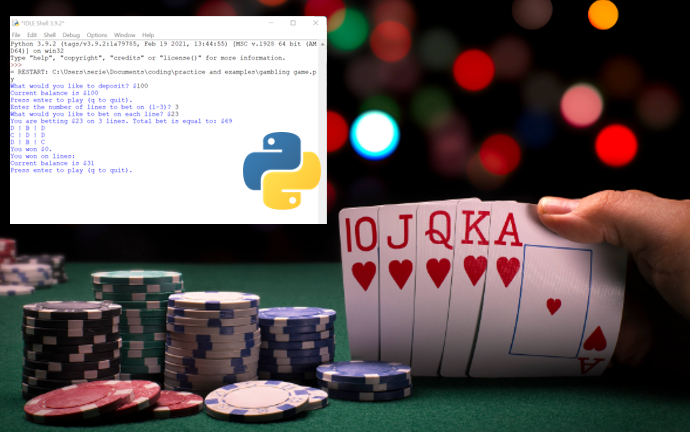 *IDLE Shell 3.9.2*
File Edit Shell Debug Options Window Help
Python 3.9.2 (tags/v3.9.2:1a79785, Feb 19 2021, 13:44:55) [MSC v.1928 64 bit (AM
D64)] on win32
Type "help", "copyright", "credits" or "license()" for more information.
>>>
= RESTART: C:\Users\serie\Documents\coding\practice and examples\gambling game.p
y
What would you like to deposit? $100
Current balance is $100
Press enter to play (q to quit).
Enter the number of lines to bet on (1-3)? 3
What would you like to bet on each line? $23
You are betting $23 on 3 lines. Total bet is equal to: $69
D | B | D
C | D | D
D | B | C
You won $0.
You won on lines:
Current balance is $31
Press enter to play (q to quit).
10 J Q K A
A